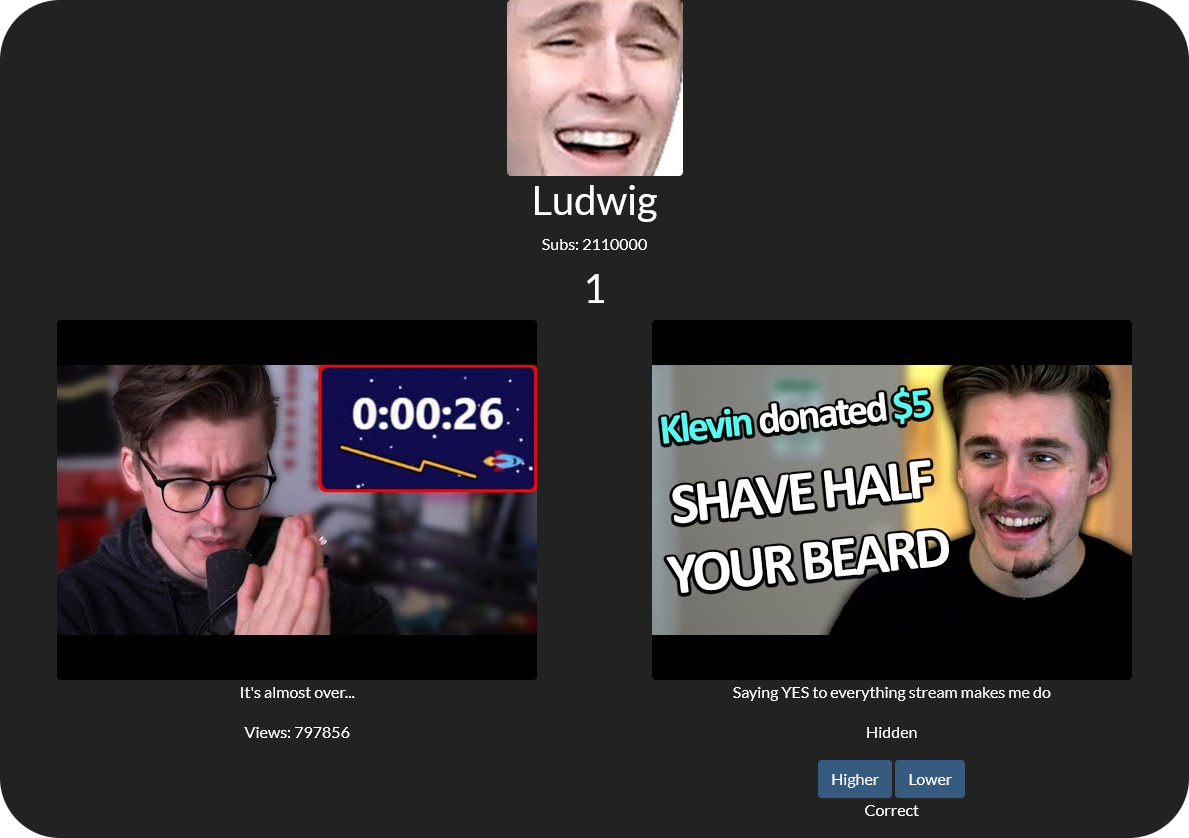 Ludwig
Subs: 2110000
1
0:00:26
It's almost over...
Views: 797856
Klevin donated $5
SHAVE HALF
YOUR BEARD
Saying YES to everything stream makes me do
Hidden
Higher Lower
Correct